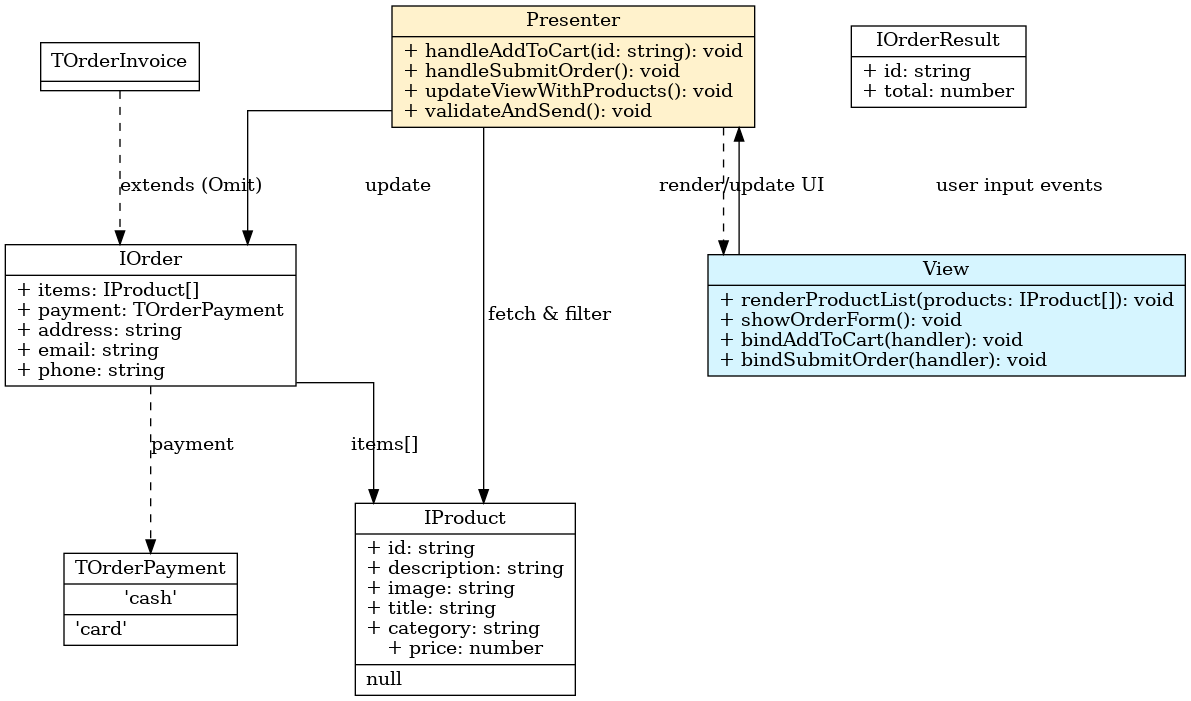 Presenter
+ handleAddToCart(id: string): void
+ handleSubmitOrder(): void
+ updateViewWithProducts(): void
+ validateAndSend(): void
IOrderResult
+ id: string
+ total: number
TOrderInvoice
extends (Omit)
update
render/update UI
user input events
IOrder
+ items: IProduct[]
+ payment: TOrderPayment
+ address: string
+ email: string
+ phone: string
View
+ renderProductList(products: IProduct[]): void
+ showOrderForm(): void
+ bindAddToCart(handler): void
+ bindSubmitOrder(handler): void
fetch & filter
payment
items[]
TOrderPayment
'cash'
'card'
IProduct
+ id: string
+ description: string
+ image: string
+ title: string
+ category: string
+ price: number
null